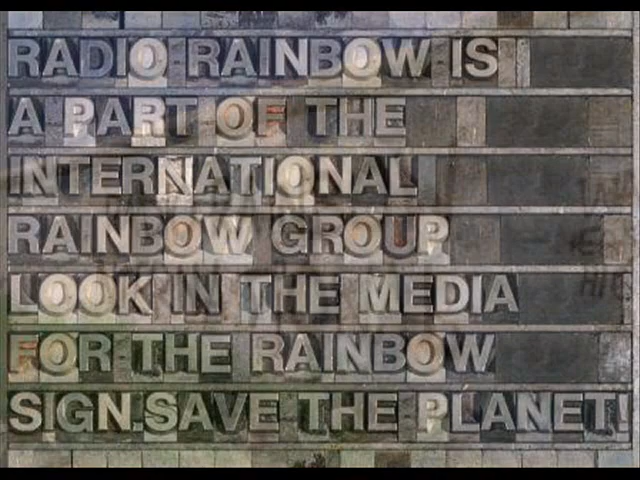 RADIO RAINBOW IS
A PART OF THE
INTERNATIONAL
RAINBOW GROUP
LOOK IN THE MEDIA
FOR THE RAINBOW
SIGN.SAVE THE PLANET!